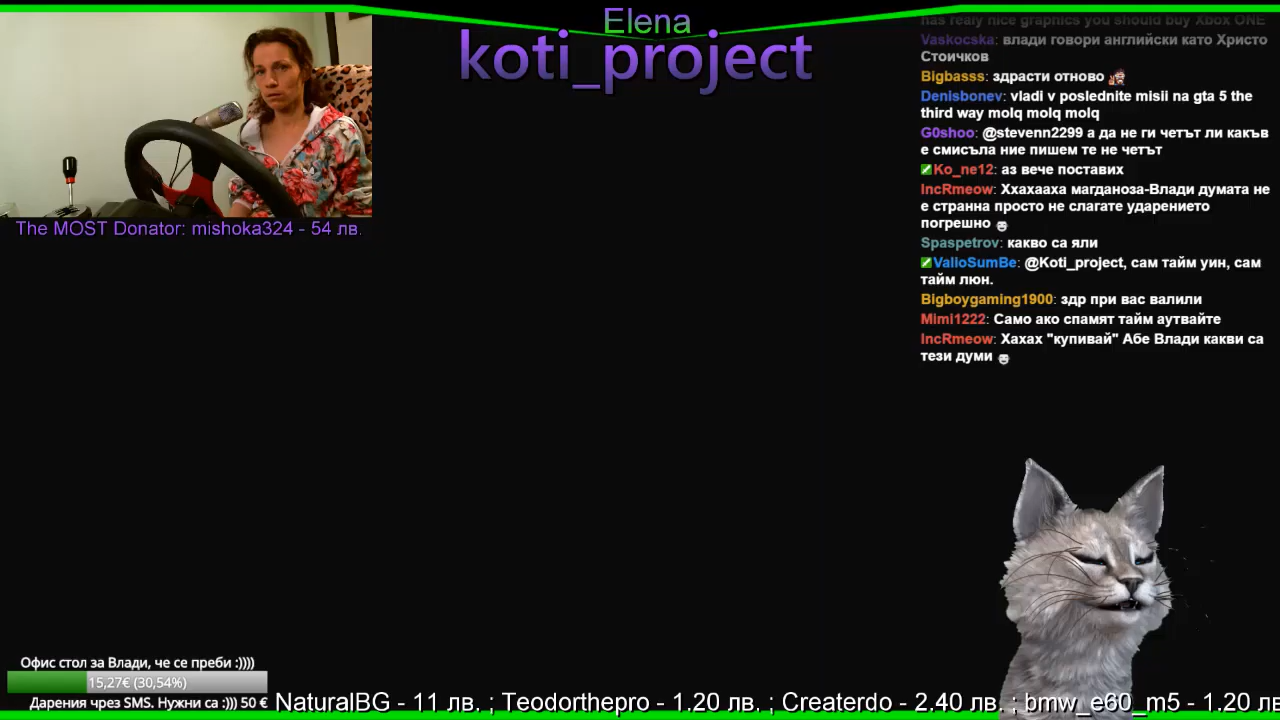 Elena
koti_project
has realy nice graphics you should buy Xbox ONE
Vaskocska: влади говори английски като Христо
Стоичков
Bigbasss: здрасти отново
Denisbonev: vladi v poslednite misii na gta 5 the
third way molq molq molq
G0shoo: @stevenn2299 а да не ги четът ли какъв
е смисъла ние пишем те не четът
Ko_ne12: аз вече поставих
IncRmeow: Ххахааха магданоза-Влади думата не
е странна просто не слагате ударението
погрешно
Spaspetrov: какво са яли
ValioSumBe: @Koti_project, сам тайм уин, сам
тайм люн.
Bigboygaming1900: здр при вас валили
Mimi1222: Само ако спамят тайм аутвайте
IncRmeow: Хахах "купивай" Абе Влади какви са
тези думи
The MOST Donator: mishoka324 - 54 лв.
Офис стол за Влади, че се преби :))))
15,27€ (30,54%)
Дарения чрез SMS. Нужни са :))) 50 €
NaturalBG - 11 лв. ; Teodorthepro - 1.20 лв. ; Createrdo - 2.40 лв. ; bmw_e60_m5 - 1.20 лв